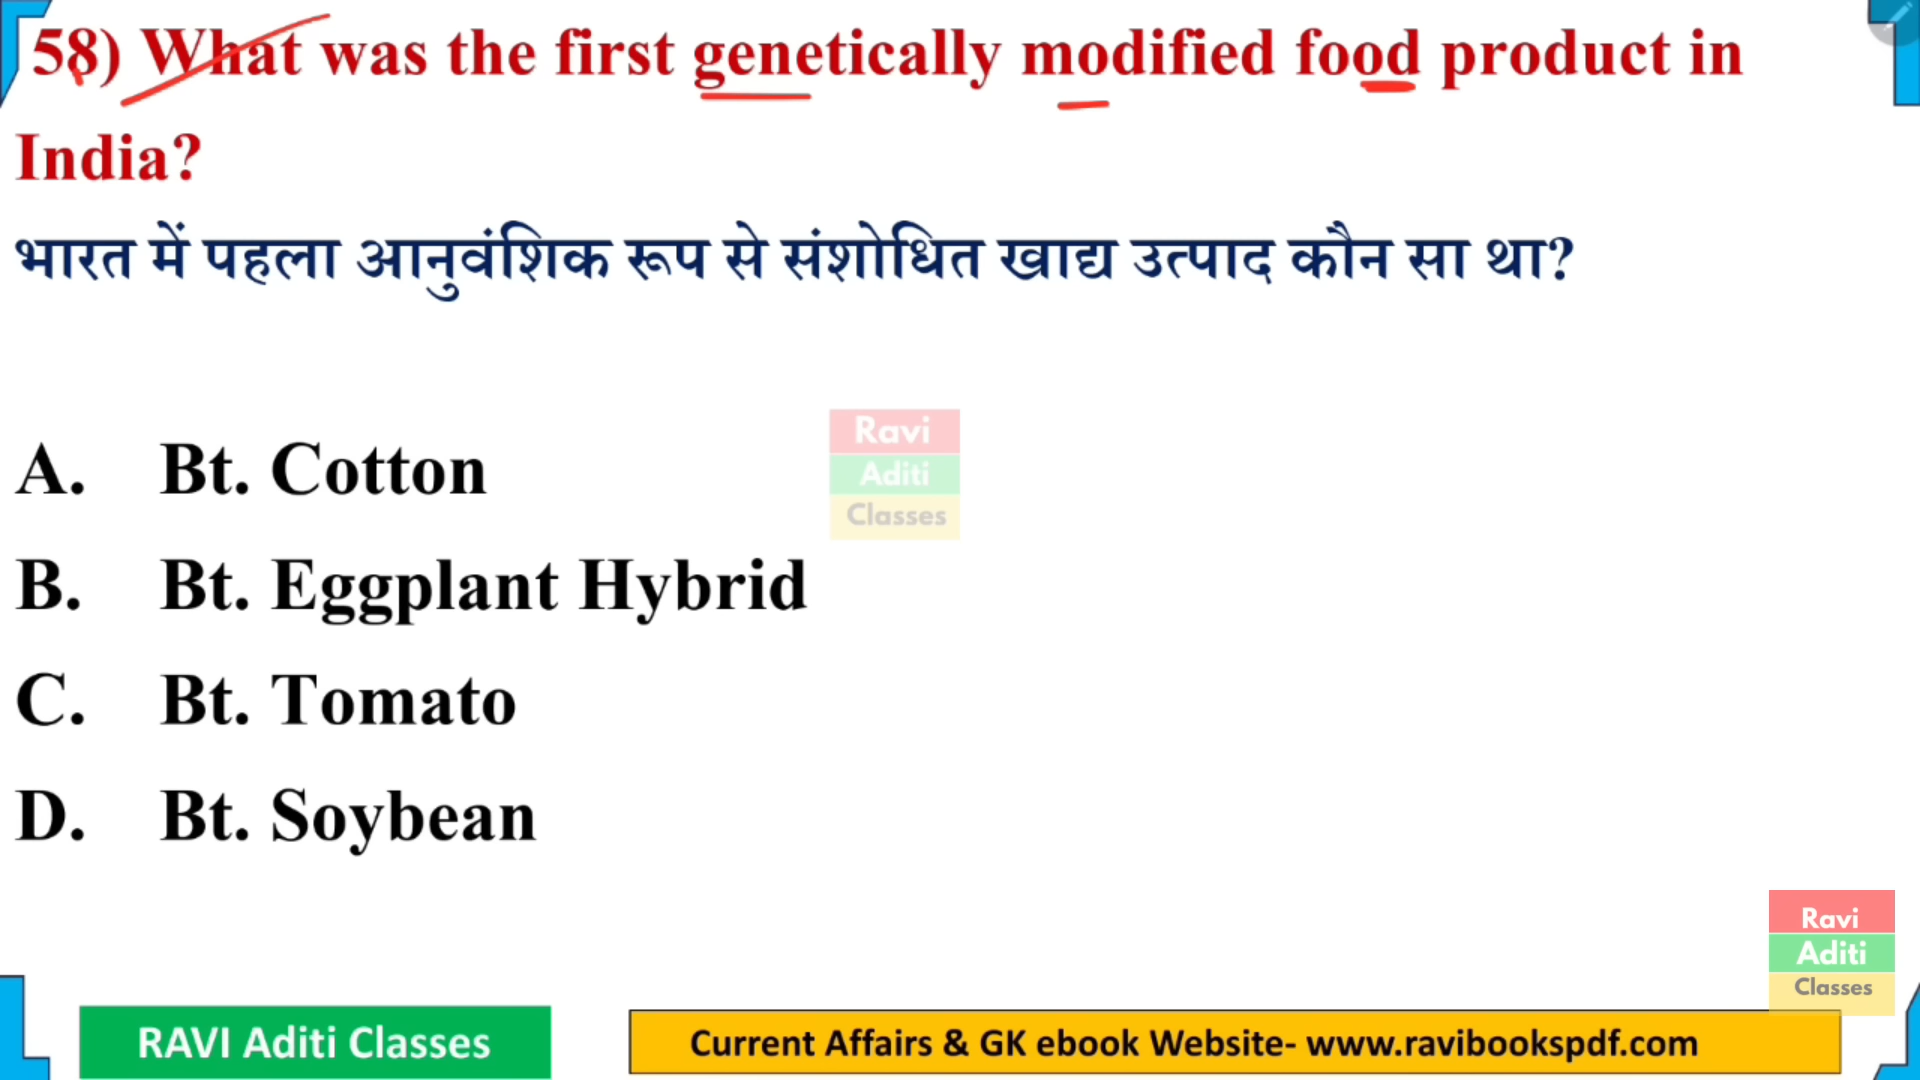 58) What was the first genetically modified food product in
India?
भारत में पहला आनुवंशिक रूप से संशोधित खाद्य उत्पाद कौन सा था?
A. Bt. Cotton
B. Bt. Eggplant Hybrid
C. Bt. Tomato
D. Bt. Soybean
Ravi
Aditi
Classes
Ravi
Aditi
Classes
RAVI Aditi Classes
Current Affairs & GK ebook Website- www.ravibookspdf.com